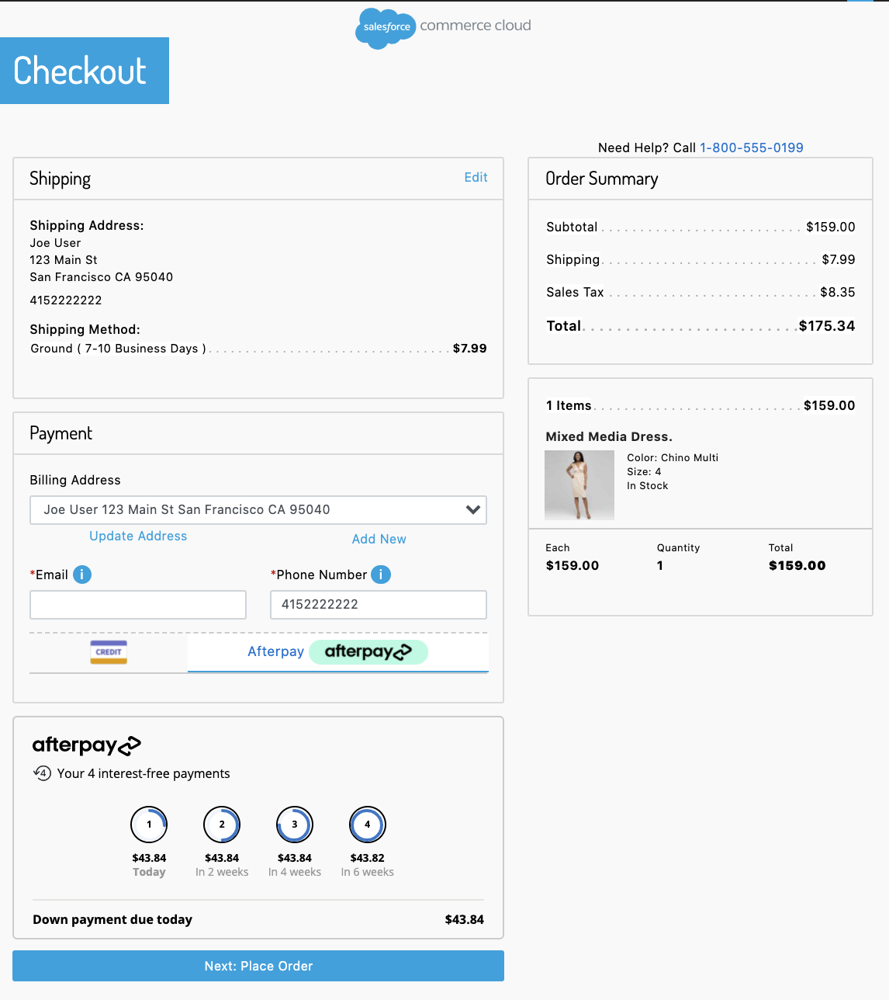 salesforce commerce cloud
Checkout
Need Help? Call 1-800-555-0199
Shipping
Edit
Shipping Address:
Joe User
123 Main St
San Francisco CA 95040
4152222222
Shipping Method:
Ground ( 7-10 Business Days ) $7.99
Payment
Billing Address
Joe User 123 Main St San Francisco CA 95040
Update Address
Add New
*Email i
*Phone Number i
4152222222
CREDIT
Afterpay afterpay
afterpay
4 Your 4 interest-free payments
1 2 3 4
$43.84 $43.84 $43.84 $43.82
Today In 2 weeks In 4 weeks In 6 weeks
Down payment due today $43.84
Next: Place Order
Order Summary
Subtotal $159.00
Shipping $7.99
Sales Tax $8.35
Total $175.34
1 Items $159.00
Mixed Media Dress.
Color: Chino Multi
Size: 4
In Stock
Each Quantity Total
$159.00 1 $159.00